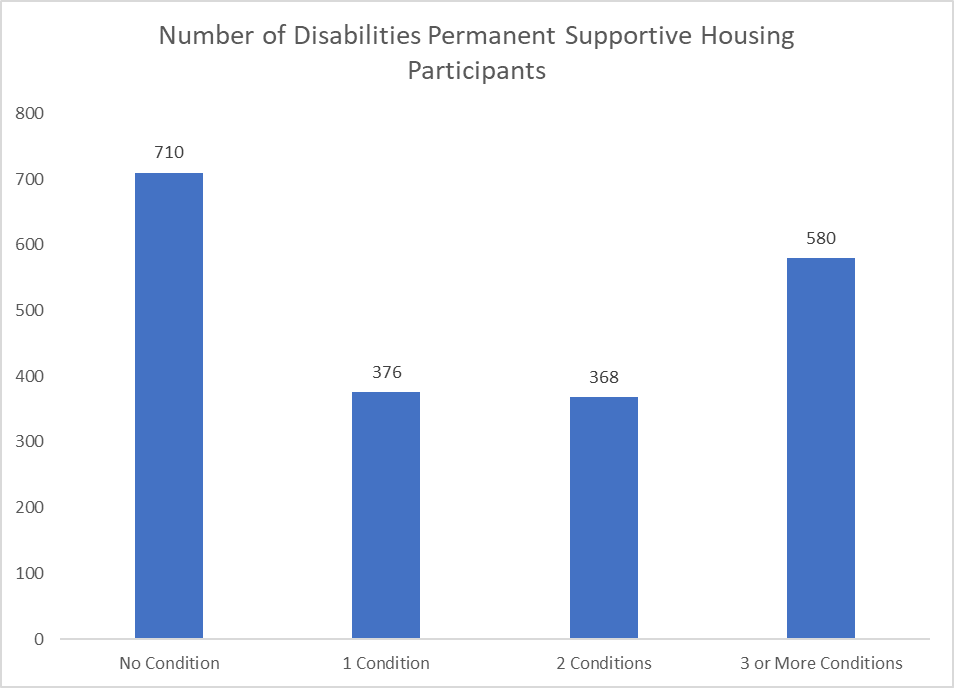 Number of Disabilities Permanent Supportive Housing
Participants
800
700
600
500
400
300
200
100
0
710
376
368
580
No Condition
1 Condition
2 Conditions
3 or More Conditions